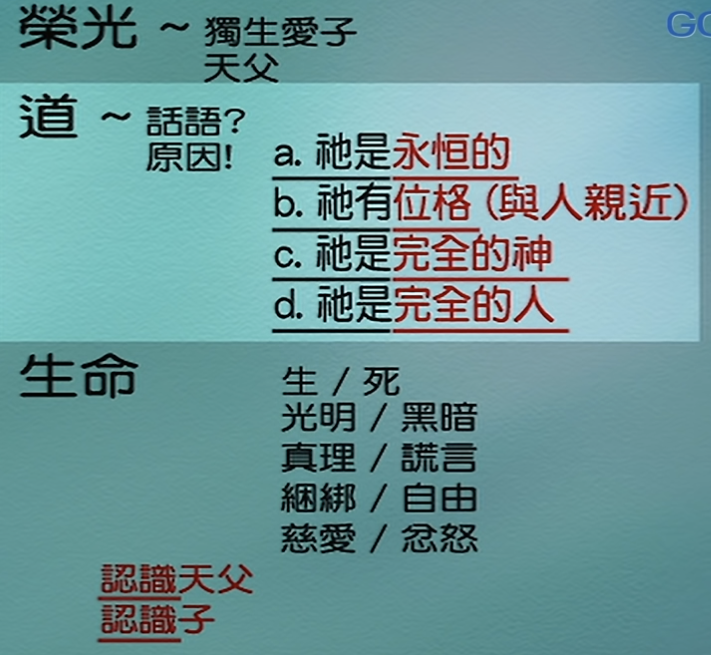 榮光 ~ 獨生愛子
天父
道 ~ 話語?
原因!
a. 祂是永恒的
b. 祂有位格 (與人親近)
c. 祂是完全的神
d. 祂是完全的人
生命
生 / 死
光明 / 黑暗
真理 / 謊言
綑綁 / 自由
慈愛 / 忿怒
認識天父
認識子